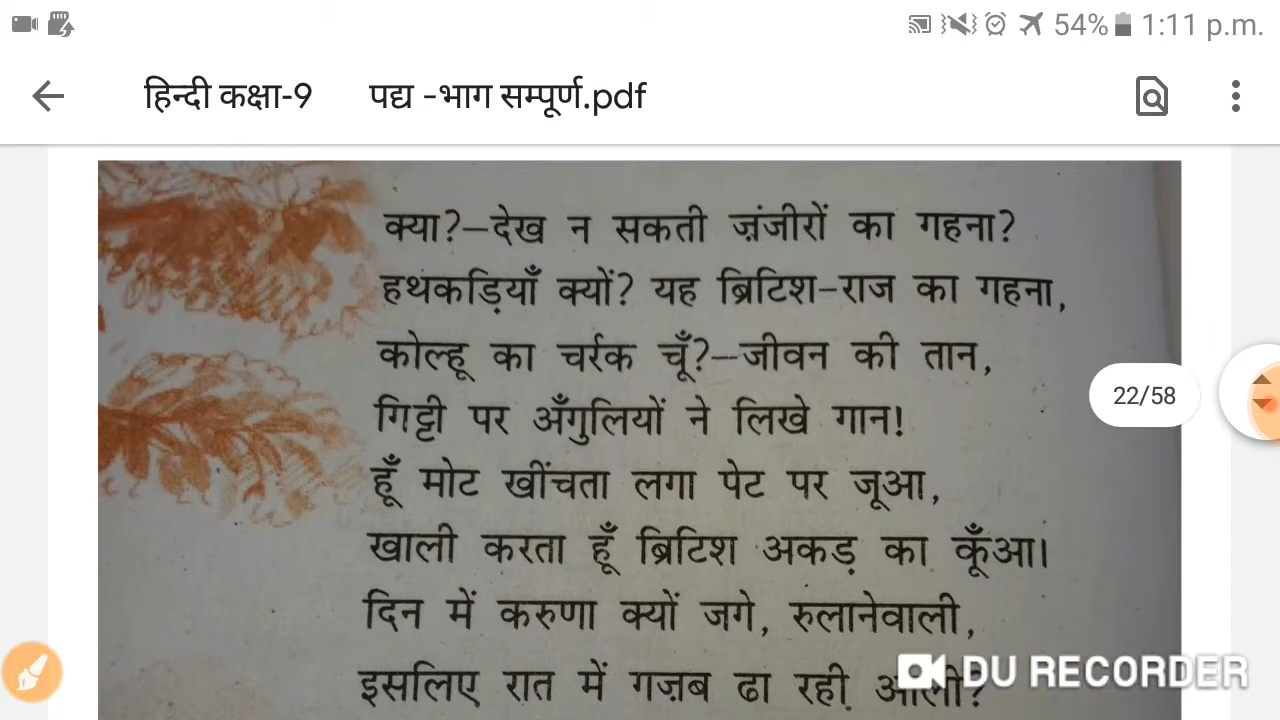 54% 1:11 p.m.
हिन्दी कक्षा-9 पद्य -भाग सम्पूर्ण.pdf
क्या?—देख न सकती ज़ंजीरों का गहना?
हथकड़ियाँ क्यों? यह ब्रिटिश-राज का गहना,
कोल्हू का चर्रक चूँ?—जीवन की तान,
22/58
गिट्टी पर अँगुलियों ने लिखे गान!
हूँ मोट खींचता लगा पेट पर जूआ,
खाली करता हूँ ब्रिटिश अकड़ का कूँआ।
दिन में करुणा क्यों जगे, रुलानेवाली,
इसलिए रात में गज़ब ढा रही आली?
DU RECORDER